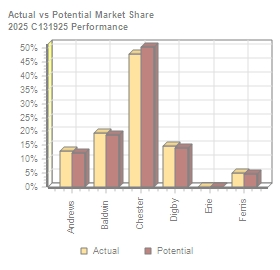 Actual vs Potential Market Share
2025 C131925 Performance
50%
45%
40%
35%
30%
25%
20%
15%
10%
5%
0%
Andrews
Baldwin
Chester
Digby
Erie
Ferris
Actual
Potential